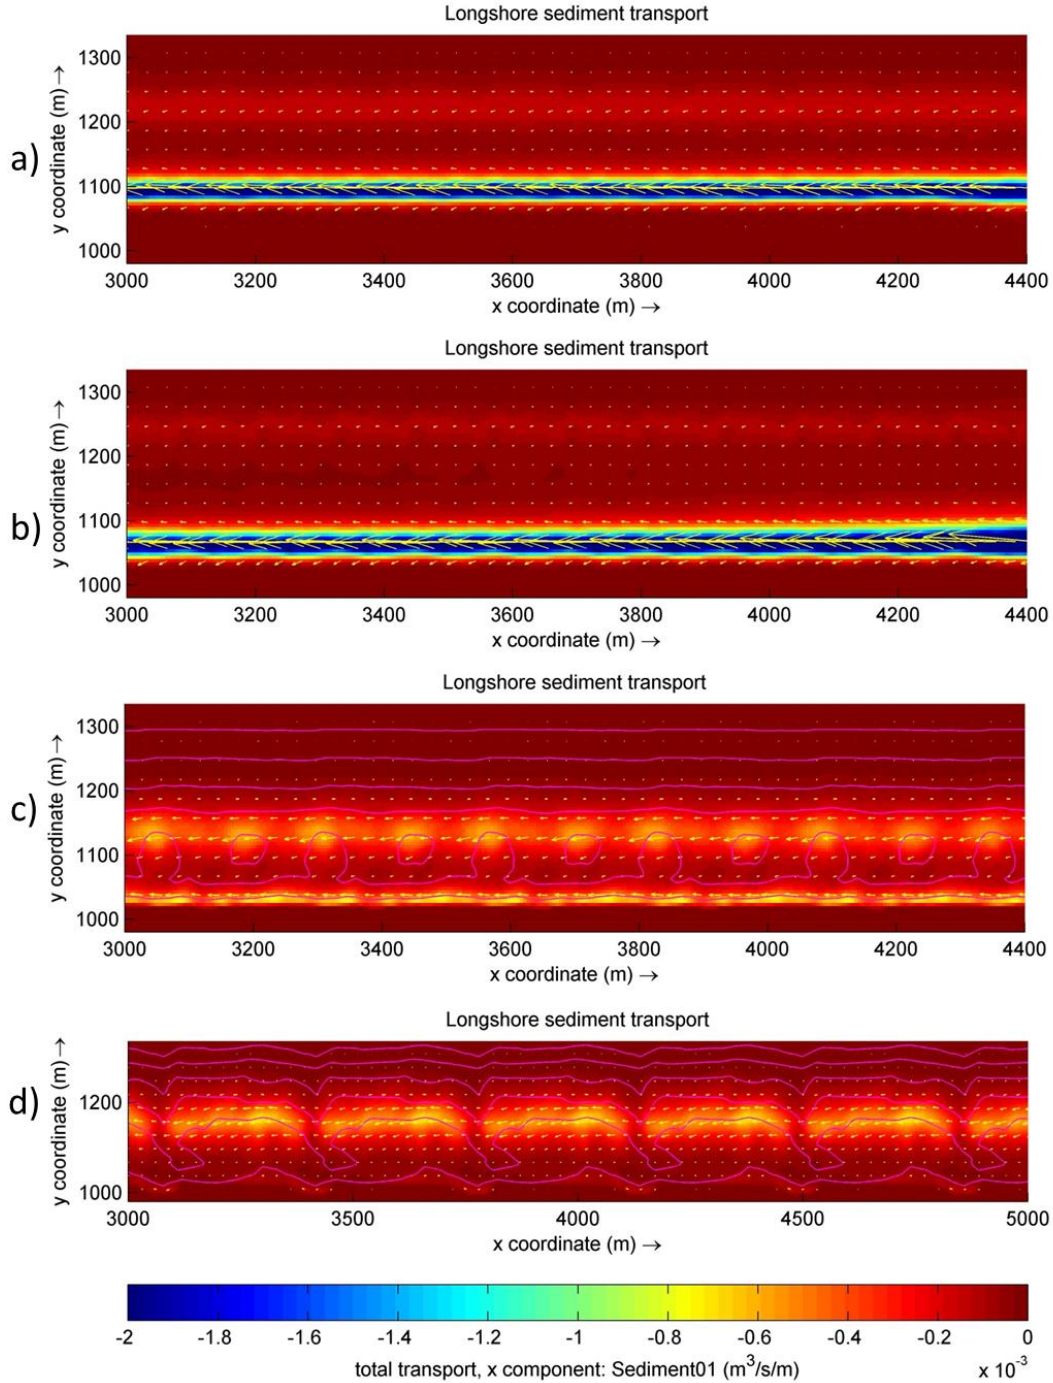 Longshore sediment transport
a)
y coordinate (m) →
1300
1200
1100
1000
3000 3200 3400 3600 3800 4000 4200 4400
x coordinate (m) →
Longshore sediment transport
b)
y coordinate (m) →
1300
1200
1100
1000
3000 3200 3400 3600 3800 4000 4200 4400
x coordinate (m) →
Longshore sediment transport
c)
y coordinate (m) →
1300
1200
1100
1000
3000 3200 3400 3600 3800 4000 4200 4400
x coordinate (m) →
Longshore sediment transport
d)
y coordinate (m) →
1200
1000
3000 3500 4000 4500 5000
x coordinate (m) →
-2 -1.8 -1.6 -1.4 -1.2 -1 -0.8 -0.6 -0.4 -0.2 0
total transport, x component: Sediment01 (m³/s/m) x 10⁻³